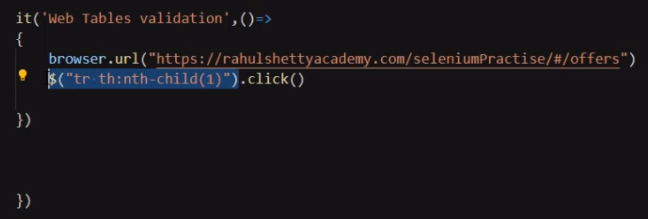 it('Web Tables validation',()=>
{
browser.url("https://rahulshettyacademy.com/seleniumPractise/#/offers")
$("tr th:nth-child(1)").click()
})
})